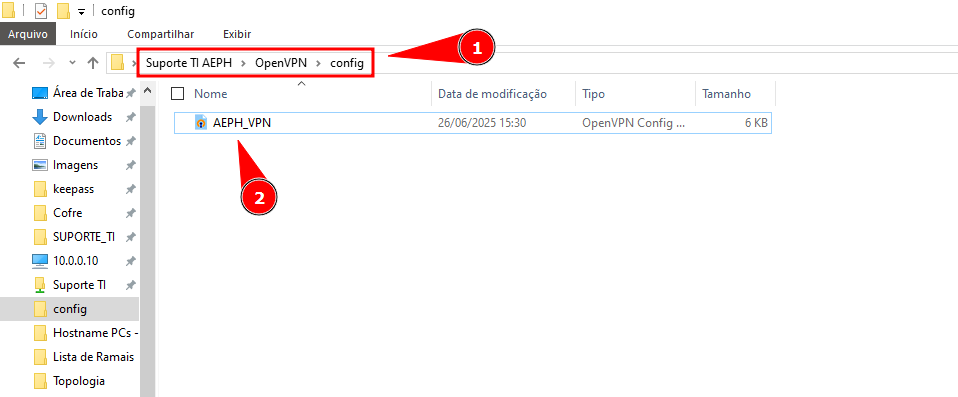 config
Arquivo Início Compartilhar Exibir
1
Suporte TI AEPH > OpenVPN > config
Área de Traba
Nome Data de modificação Tipo Tamanho
Downloads
AEPH_VPN 26/06/2025 15:30 OpenVPN Config ... 6 KB
Documentos
Imagens
keepass
2
Cofre
SUPORTE_TI
10.0.0.10
Suporte TI
config
Hostname PCs -
Lista de Ramais
Topologia